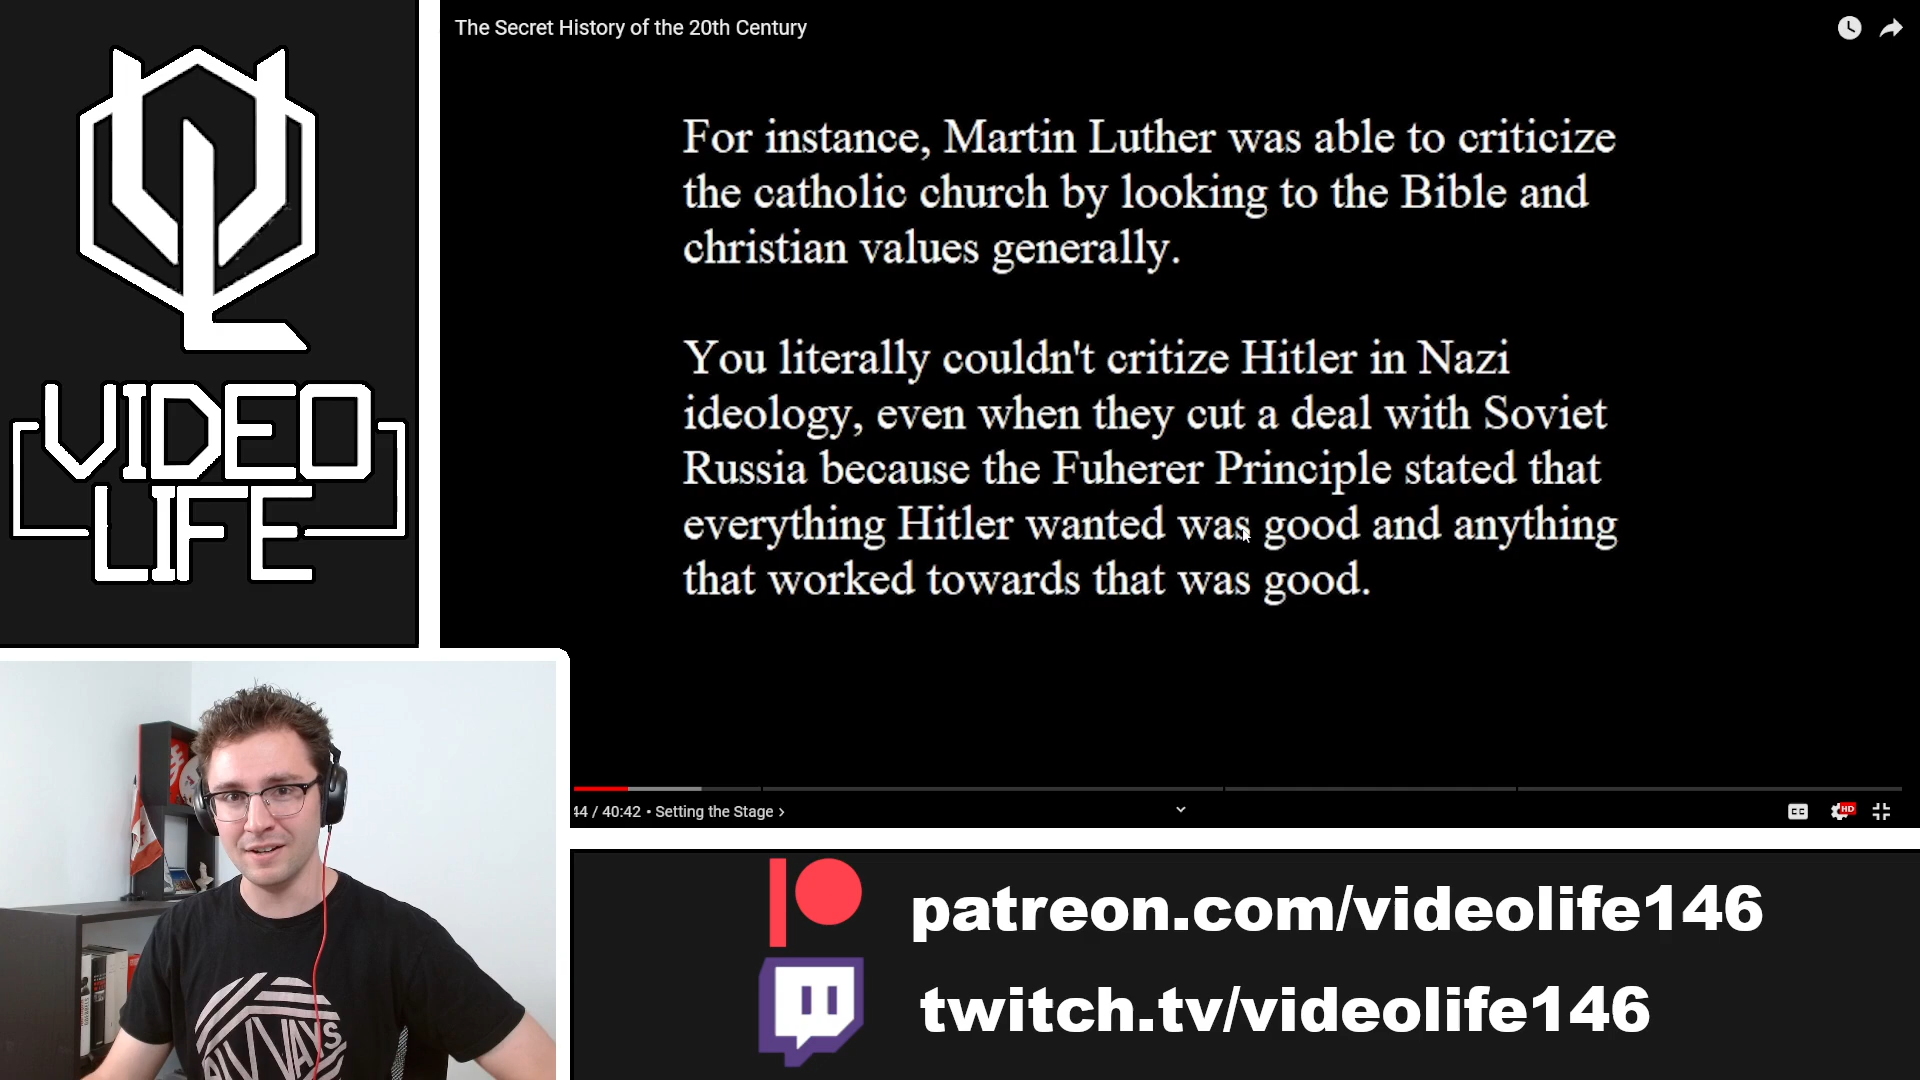 The Secret History of the 20th Century
For instance, Martin Luther was able to criticize
the catholic church by looking to the Bible and
christian values generally.
You literally couldn't critize Hitler in Nazi
ideology, even when they cut a deal with Soviet
Russia because the Fuherer Principle stated that
everything Hitler wanted was good and anything
that worked towards that was good.
VIDEO
LIFE
44 / 40:42 • Setting the Stage >
CC
HD
patreon.com/videolife146
twitch.tv/videolife146
ALVVAYS